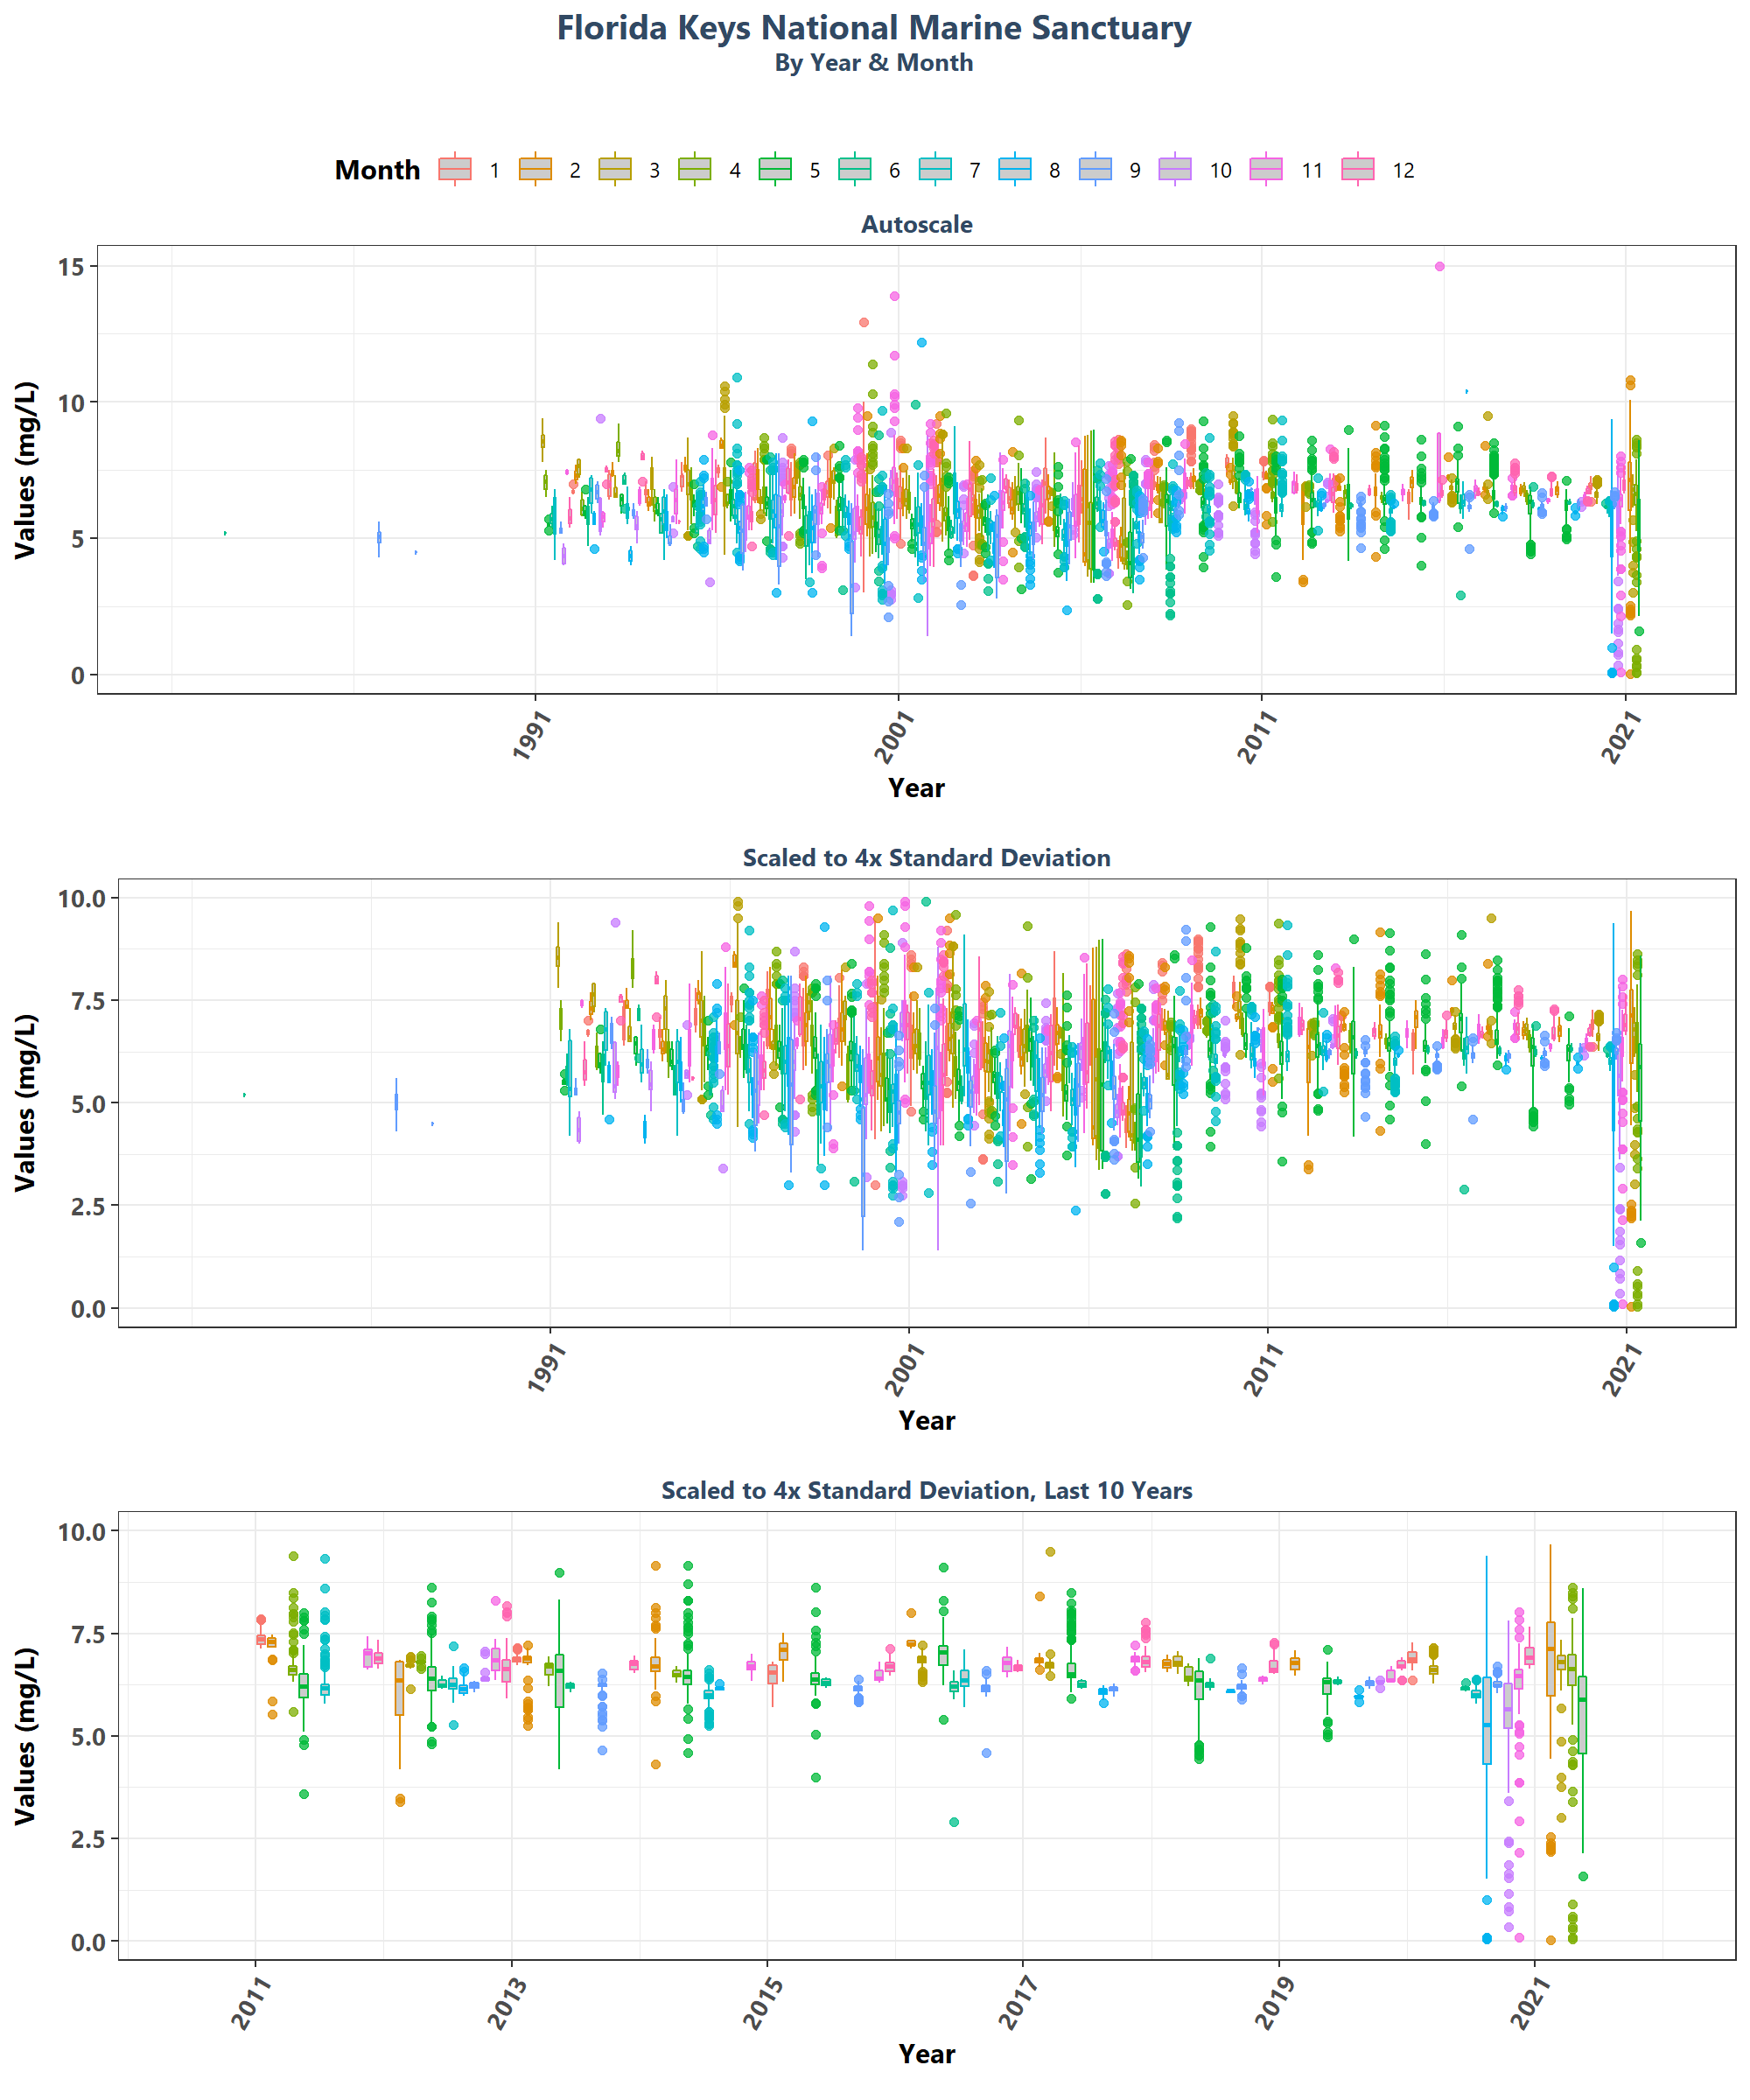 Florida Keys National Marine Sanctuary
By Year & Month
Month 1 2 3 4 5 6 7 8 9 10 11 12
Autoscale
Values (mg/L)
15
10
5
0
1991 2001 2011 2021
Year
Scaled to 4x Standard Deviation
Values (mg/L)
10.0
7.5
5.0
2.5
0.0
1991 2001 2011 2021
Year
Scaled to 4x Standard Deviation, Last 10 Years
Values (mg/L)
10.0
7.5
5.0
2.5
0.0
2011 2013 2015 2017 2019 2021
Year